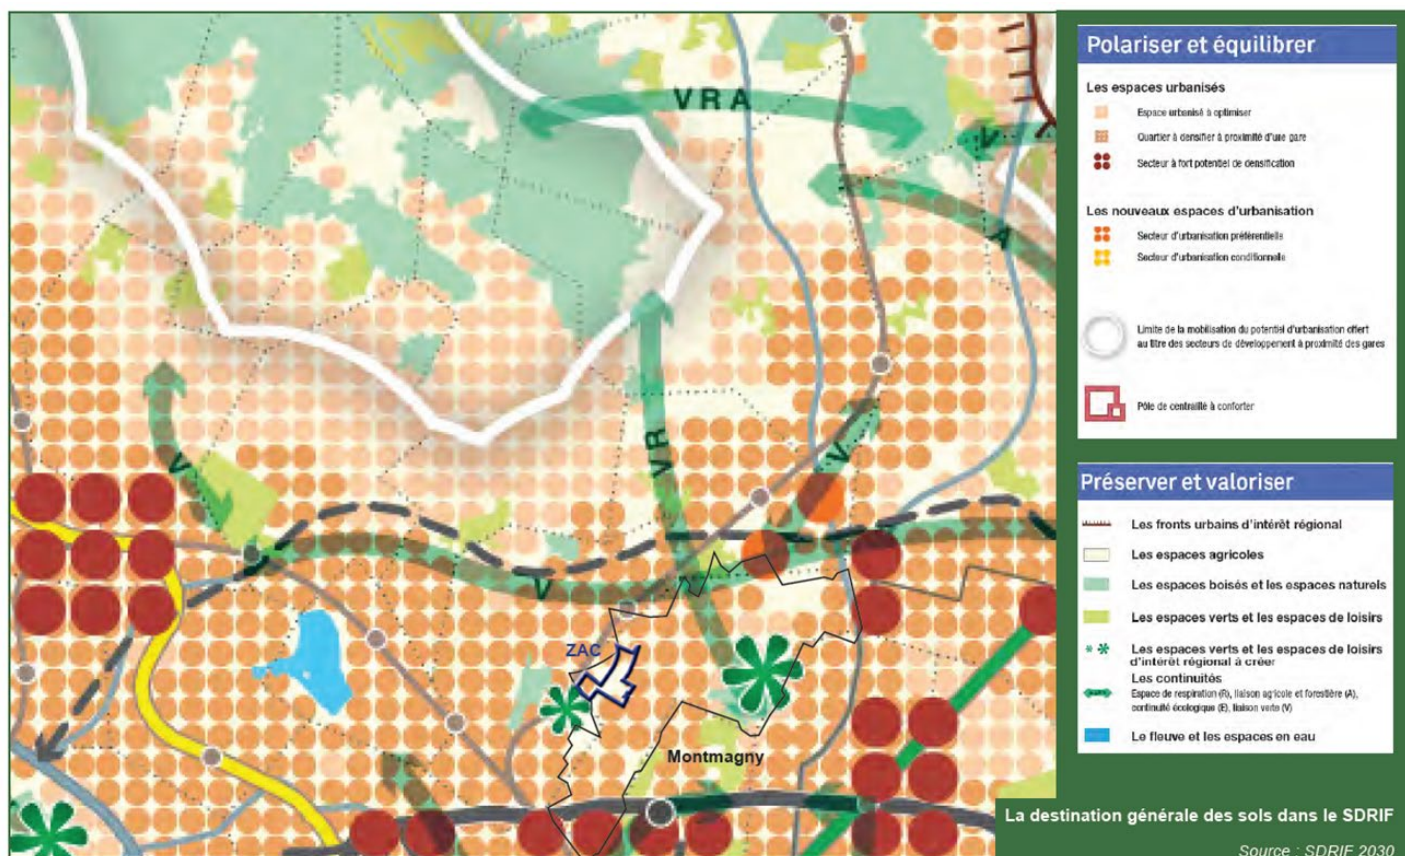 VRA
V
A
VR
V
V
V
ZAC
Montmagny
Polariser et équilibrer
Les espaces urbanisés
Espace urbanisé à optimiser
Quartier à densifier à proximité d'une gare
Secteur à fort potentiel de densification
Les nouveaux espaces d'urbanisation
Secteur d'urbanisation préférentielle
Secteur d'urbanisation conditionnelle
Limite de la mobilisation du potentiel d'urbanisation offert
au titre des secteurs de développement à proximité des gares
Pôle de centralité à conforter
Préserver et valoriser
Les fronts urbains d'intérêt régional
Les espaces agricoles
Les espaces boisés et les espaces naturels
Les espaces verts et les espaces de loisirs
Les espaces verts et les espaces de loisirs
d'intérêt régional à créer
Les continuités
Espace de respiration (R), liaison agricole et forestière (A),
continuité écologique (E), liaison verte (V)
Le fleuve et les espaces en eau
La destination générale des sols dans le SDRIF
Source : SDRIF 2030